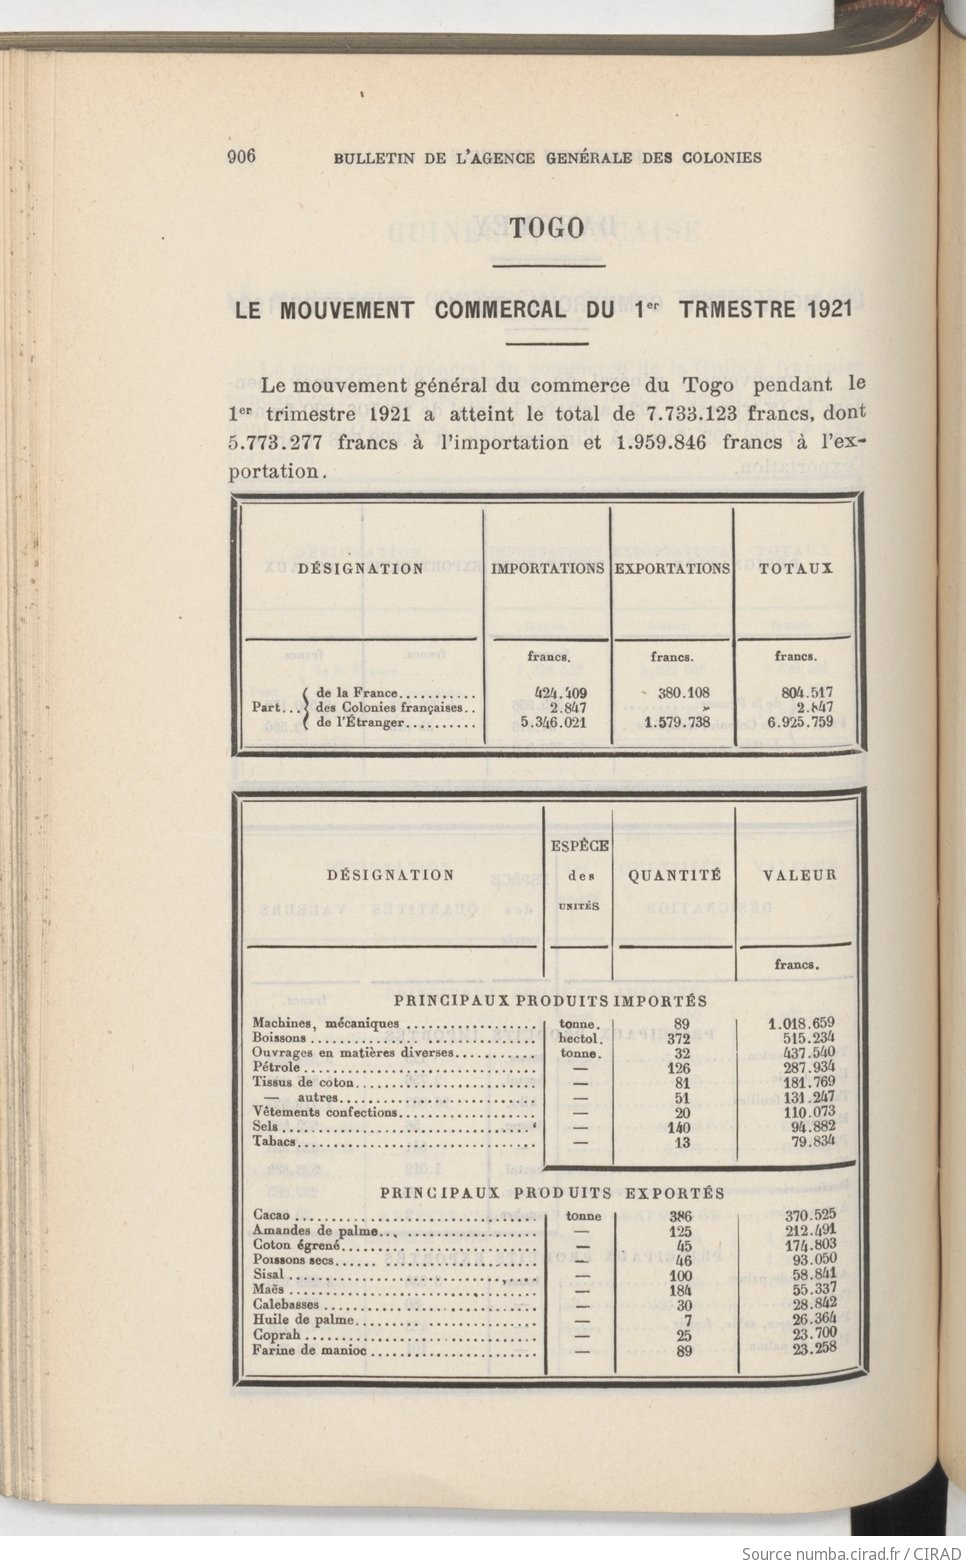 906 BULLETIN DE L'AGENCE GENÉRALE DES COLONIES
TOGO
LE MOUVEMENT COMMERCAL DU 1er TRMESTRE 1921
Le mouvement général du commerce du Togo pendant le
1er trimestre 1921 a atteint le total de 7.733.123 francs, dont
5.773.277 francs à l'importation et 1.959.846 francs à l'ex-
portation.
DÉSIGNATION IMPORTATIONS EXPORTATIONS TOTAUX
francs. francs. francs.
de la France........... 424.409 380.108 804.517
Part... des Colonies françaises.. 2.847 » 2.847
de l'Étranger.......... 5.346.021 1.579.738 6.925.759
DÉSIGNATION ESPÈCE des UNITÉS QUANTITÉ VALEUR
francs.
PRINCIPAUX PRODUITS IMPORTÉS
Machines, mécaniques .................. tonne. 89 1.018.659
Boissons ............................... hectol. 372 515.234
Ouvrages en matières diverses........... tonne. 32 437.540
Pétrole ................................ — 126 287.934
Tissus de coton......................... — 81 181.769
— autres........................... — 51 131.247
Vêtements confections................... — 20 110.073
Sels .................................. — 140 94.882
Tabacs................................. — 13 79.834
PRINCIPAUX PRODUITS EXPORTÉS
Cacao ................................. tonne 386 370.525
Amandes de palme... .................. — 125 212.491
Coton égrené........................... — 45 174.803
Poissons secs...... ..................... — 46 93.050
Sisal .................................. — 100 58.841
Maës .................................. — 184 55.337
Calebasses ............................. — 30 28.842
Huile de palme......................... — 7 26.364
Coprah ................................ — 25 23.700
Farine de manioc ....................... — 89 23.258
Source numba.cirad.fr / CIRAD